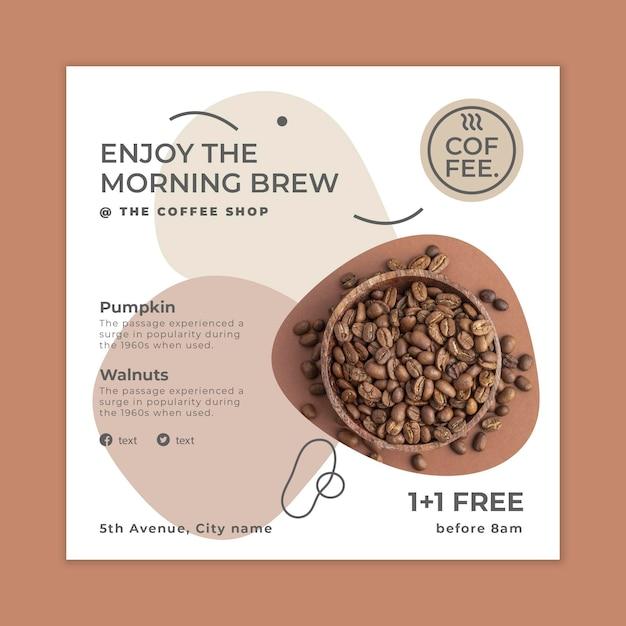 ENJOY THE
MORNING BREW
@ THE COFFEE SHOP
COF
FEE.
Pumpkin
The passage experienced a
surge in popularity during
the 1960s when used.
Walnuts
The passage experienced a
surge in popularity during
the 1960s when used.
text text
1+1 FREE
5th Avenue, City name
before 8am